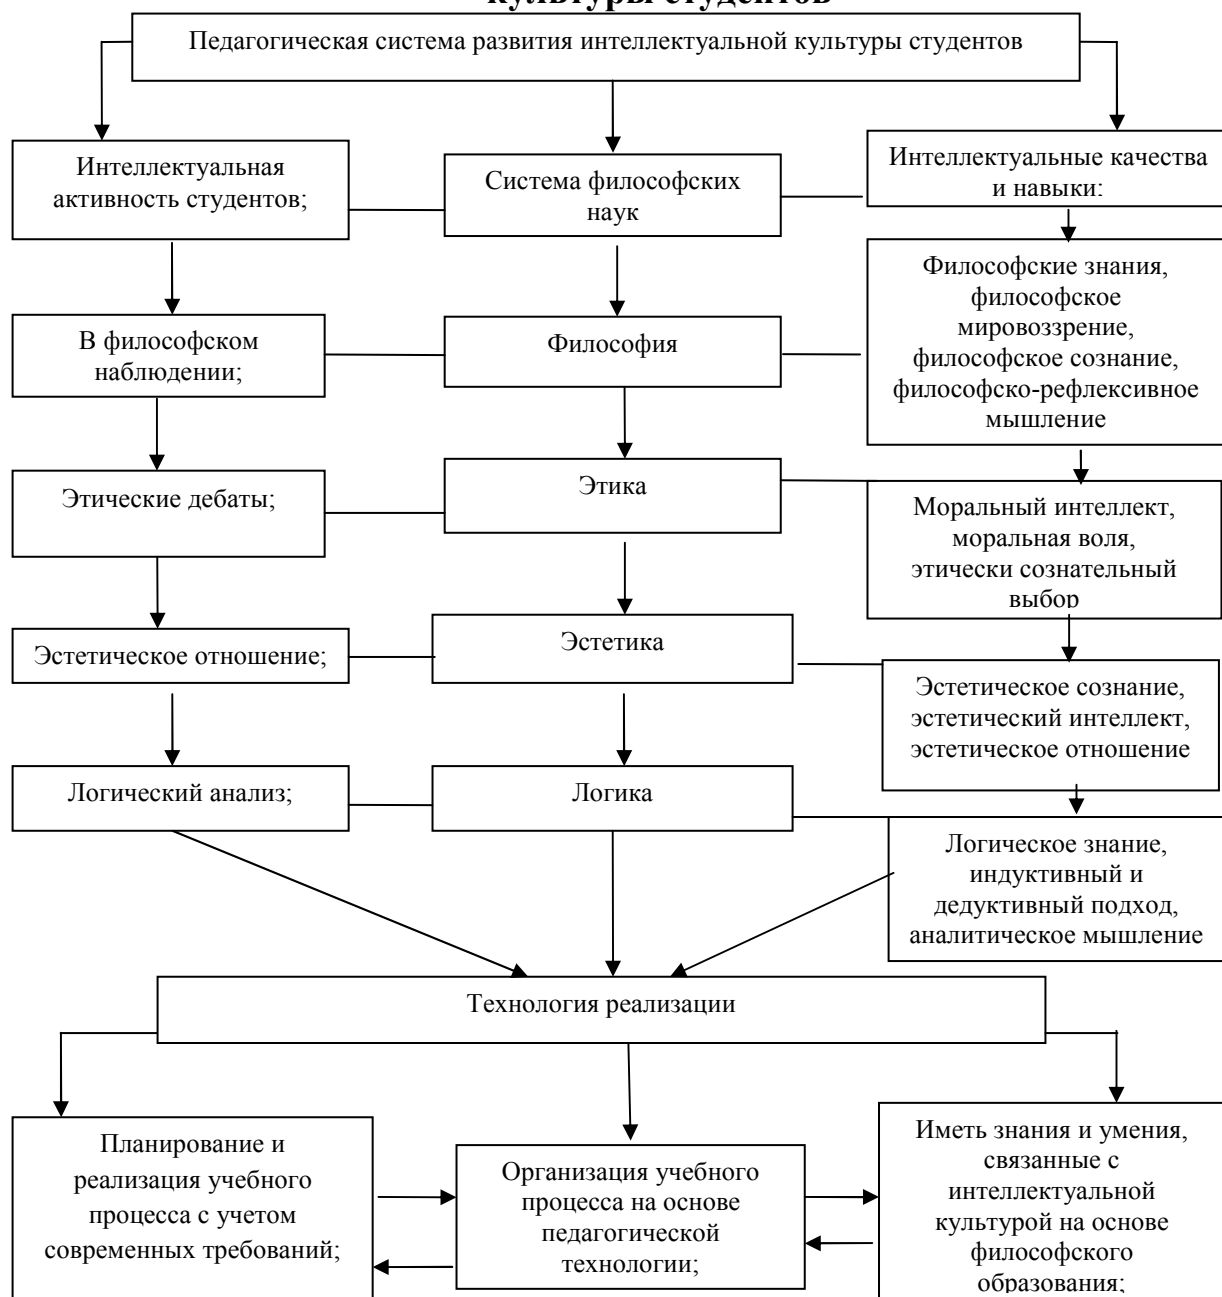 культуры студентов
Педагогическая система развития интеллектуальной культуры студентов
Интеллектуальная
активность студентов;
Система философских
наук
Интеллектуальные качества
и навыки:
В философском
наблюдении;
Философия
Философские знания,
философское
мировоззрение,
философское сознание,
философско-рефлексивное
мышление
Этические дебаты;
Этика
Моральный интеллект,
моральная воля,
этически сознательный
выбор
Эстетическое отношение;
Эстетика
Эстетическое сознание,
эстетический интеллект,
эстетическое отношение
Логический анализ;
Логика
Логическое знание,
индуктивный и
дедуктивный подход,
аналитическое мышление
Технология реализации
Планирование и
реализация учебного
процесса с учетом
современных требований;
Организация учебного
процесса на основе
педагогической
технологии;
Иметь знания и умения,
связанные с
интеллектуальной
культурой на основе
философского
образования;